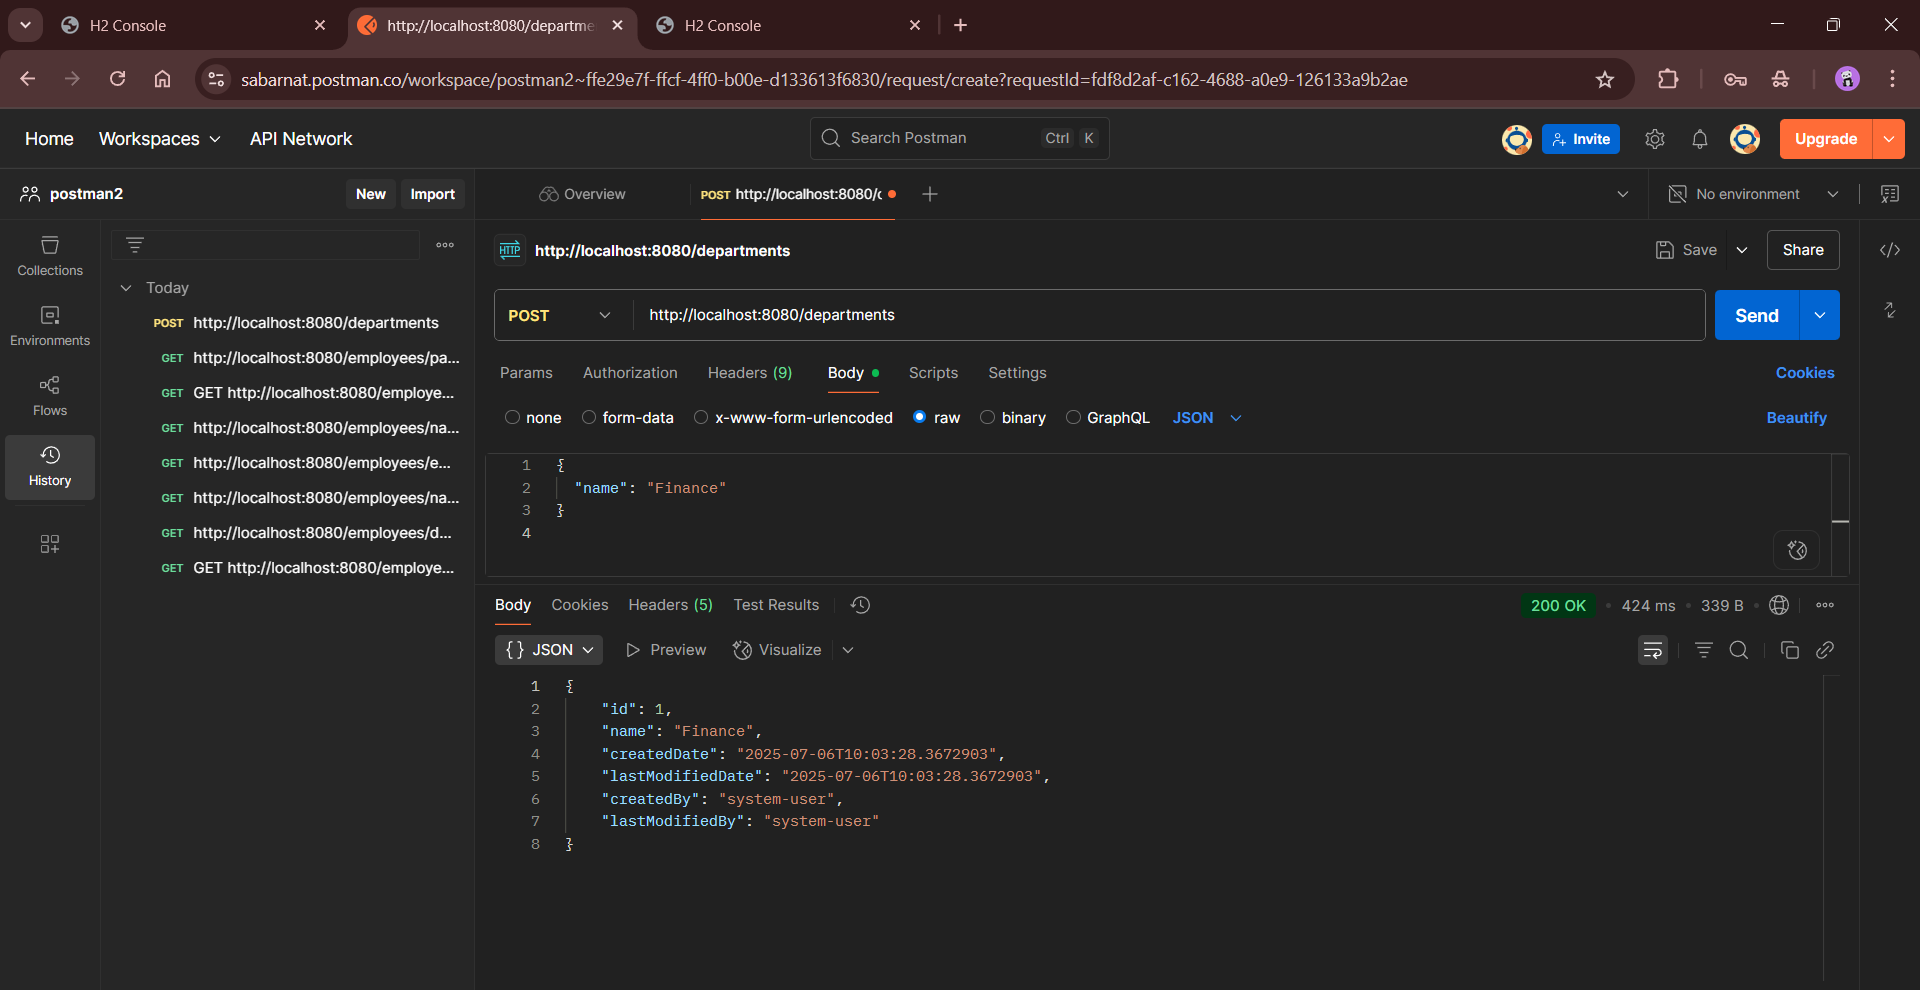 H2 Console
http://localhost:8080/departme
H2 Console
sabarnat.postman.co/workspace/postman2~ffe29e7f-ffcf-4ff0-b00e-d133613f6830/request/create?requestId=fdf8d2af-c162-4688-a0e9-126133a9b2ae
Home Workspaces API Network
Search Postman Ctrl K
Invite
Upgrade
postman2 New Import
Overview
POST http://localhost:8080/c
No environment
Collections
Environments
Flows
History
Today
POST http://localhost:8080/departments
GET http://localhost:8080/employees/pa...
GET GET http://localhost:8080/employe...
GET http://localhost:8080/employees/na...
GET http://localhost:8080/employees/e...
GET http://localhost:8080/employees/na...
GET http://localhost:8080/employees/d...
GET GET http://localhost:8080/employe...
HTTP http://localhost:8080/departments
Save Share
POST http://localhost:8080/departments
Send
Params Authorization Headers (9) Body Scripts Settings Cookies
none form-data x-www-form-urlencoded raw binary GraphQL JSON Beautify
1 {
2 "name": "Finance"
3 }
4
Body Cookies Headers (5) Test Results
200 OK • 424 ms • 339 B •
{} JSON Preview Visualize
1 {
2 "id": 1,
3 "name": "Finance",
4 "createdDate": "2025-07-06T10:03:28.3672903",
5 "lastModifiedDate": "2025-07-06T10:03:28.3672903",
6 "createdBy": "system-user",
7 "lastModifiedBy": "system-user"
8 }